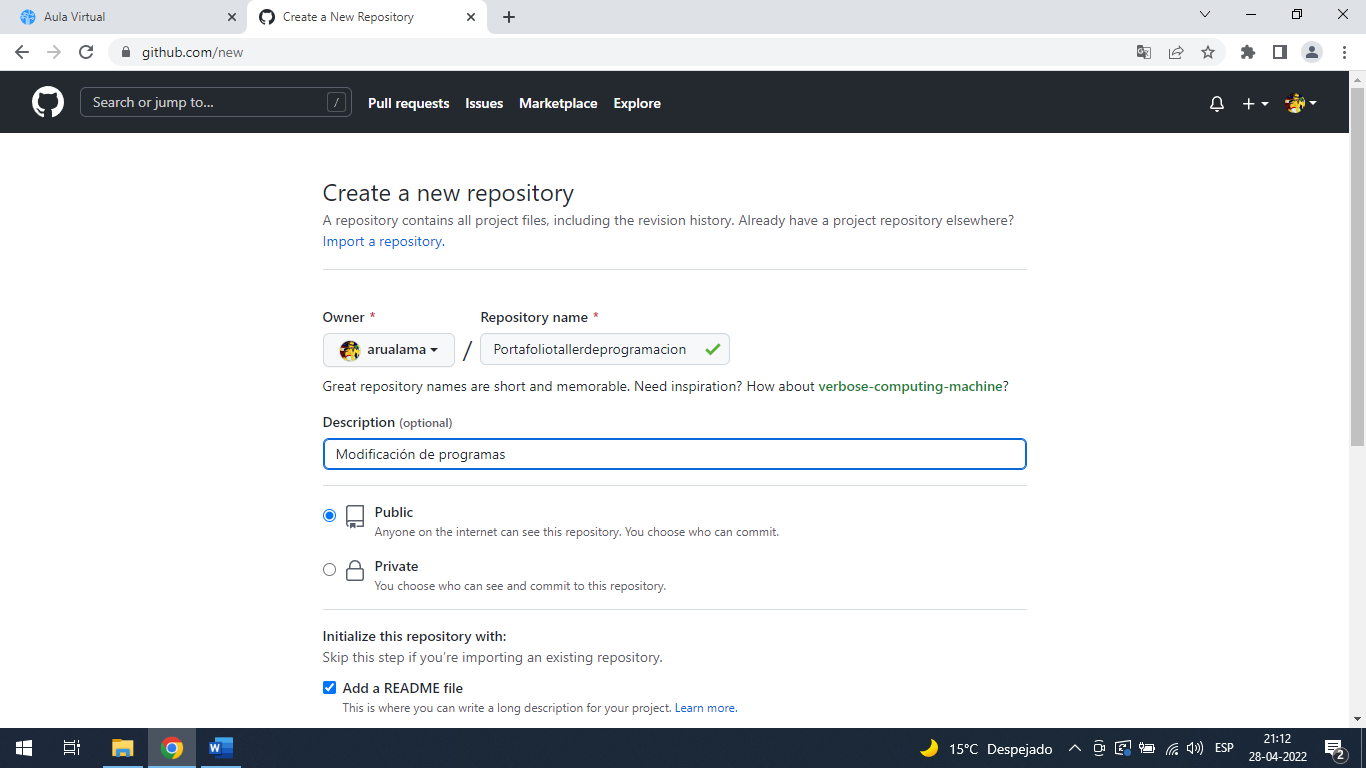 Aula Virtual
Create a New Repository
github.com/new
Search or jump to... /
Pull requests Issues Marketplace Explore
Create a new repository
A repository contains all project files, including the revision history. Already have a project repository elsewhere?
Import a repository.
Owner * Repository name *
arualama / Portafoliotallerdeprogramacion
Great repository names are short and memorable. Need inspiration? How about verbose-computing-machine?
Description (optional)
Modificación de programas
Public
Anyone on the internet can see this repository. You choose who can commit.
Private
You choose who can see and commit to this repository.
Initialize this repository with:
Skip this step if you're importing an existing repository.
Add a README file
This is where you can write a long description for your project. Learn more.
W
15°C Despejado
ESP
21:12
28-04-2022
2